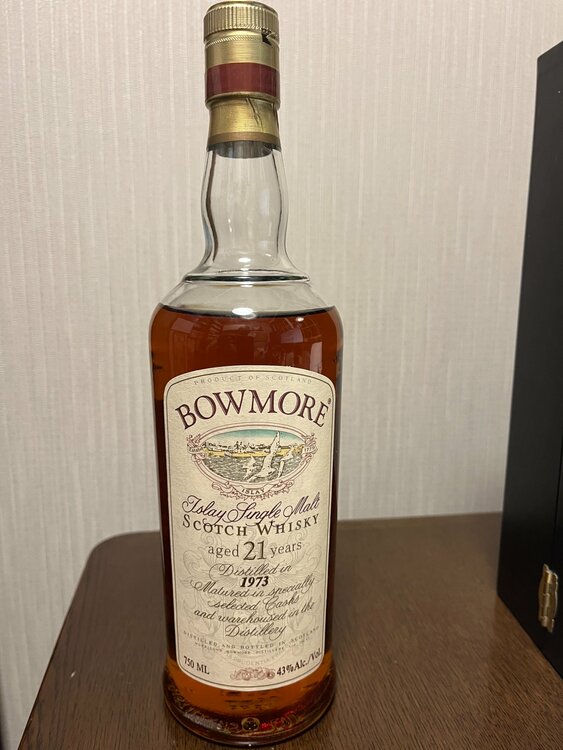 PRODUCT OF SCOTLAND
BOWMORE®
ISLAY
Islay Single Malt
SCOTCH WHISKY
aged 21 years
Distilled in
1973
Matured in specially
selected Casks
and warehoused in the
Distillery
DISTILLED AND BOTTLED IN SCOTLAND
750 ML
43% Alc./Vol.